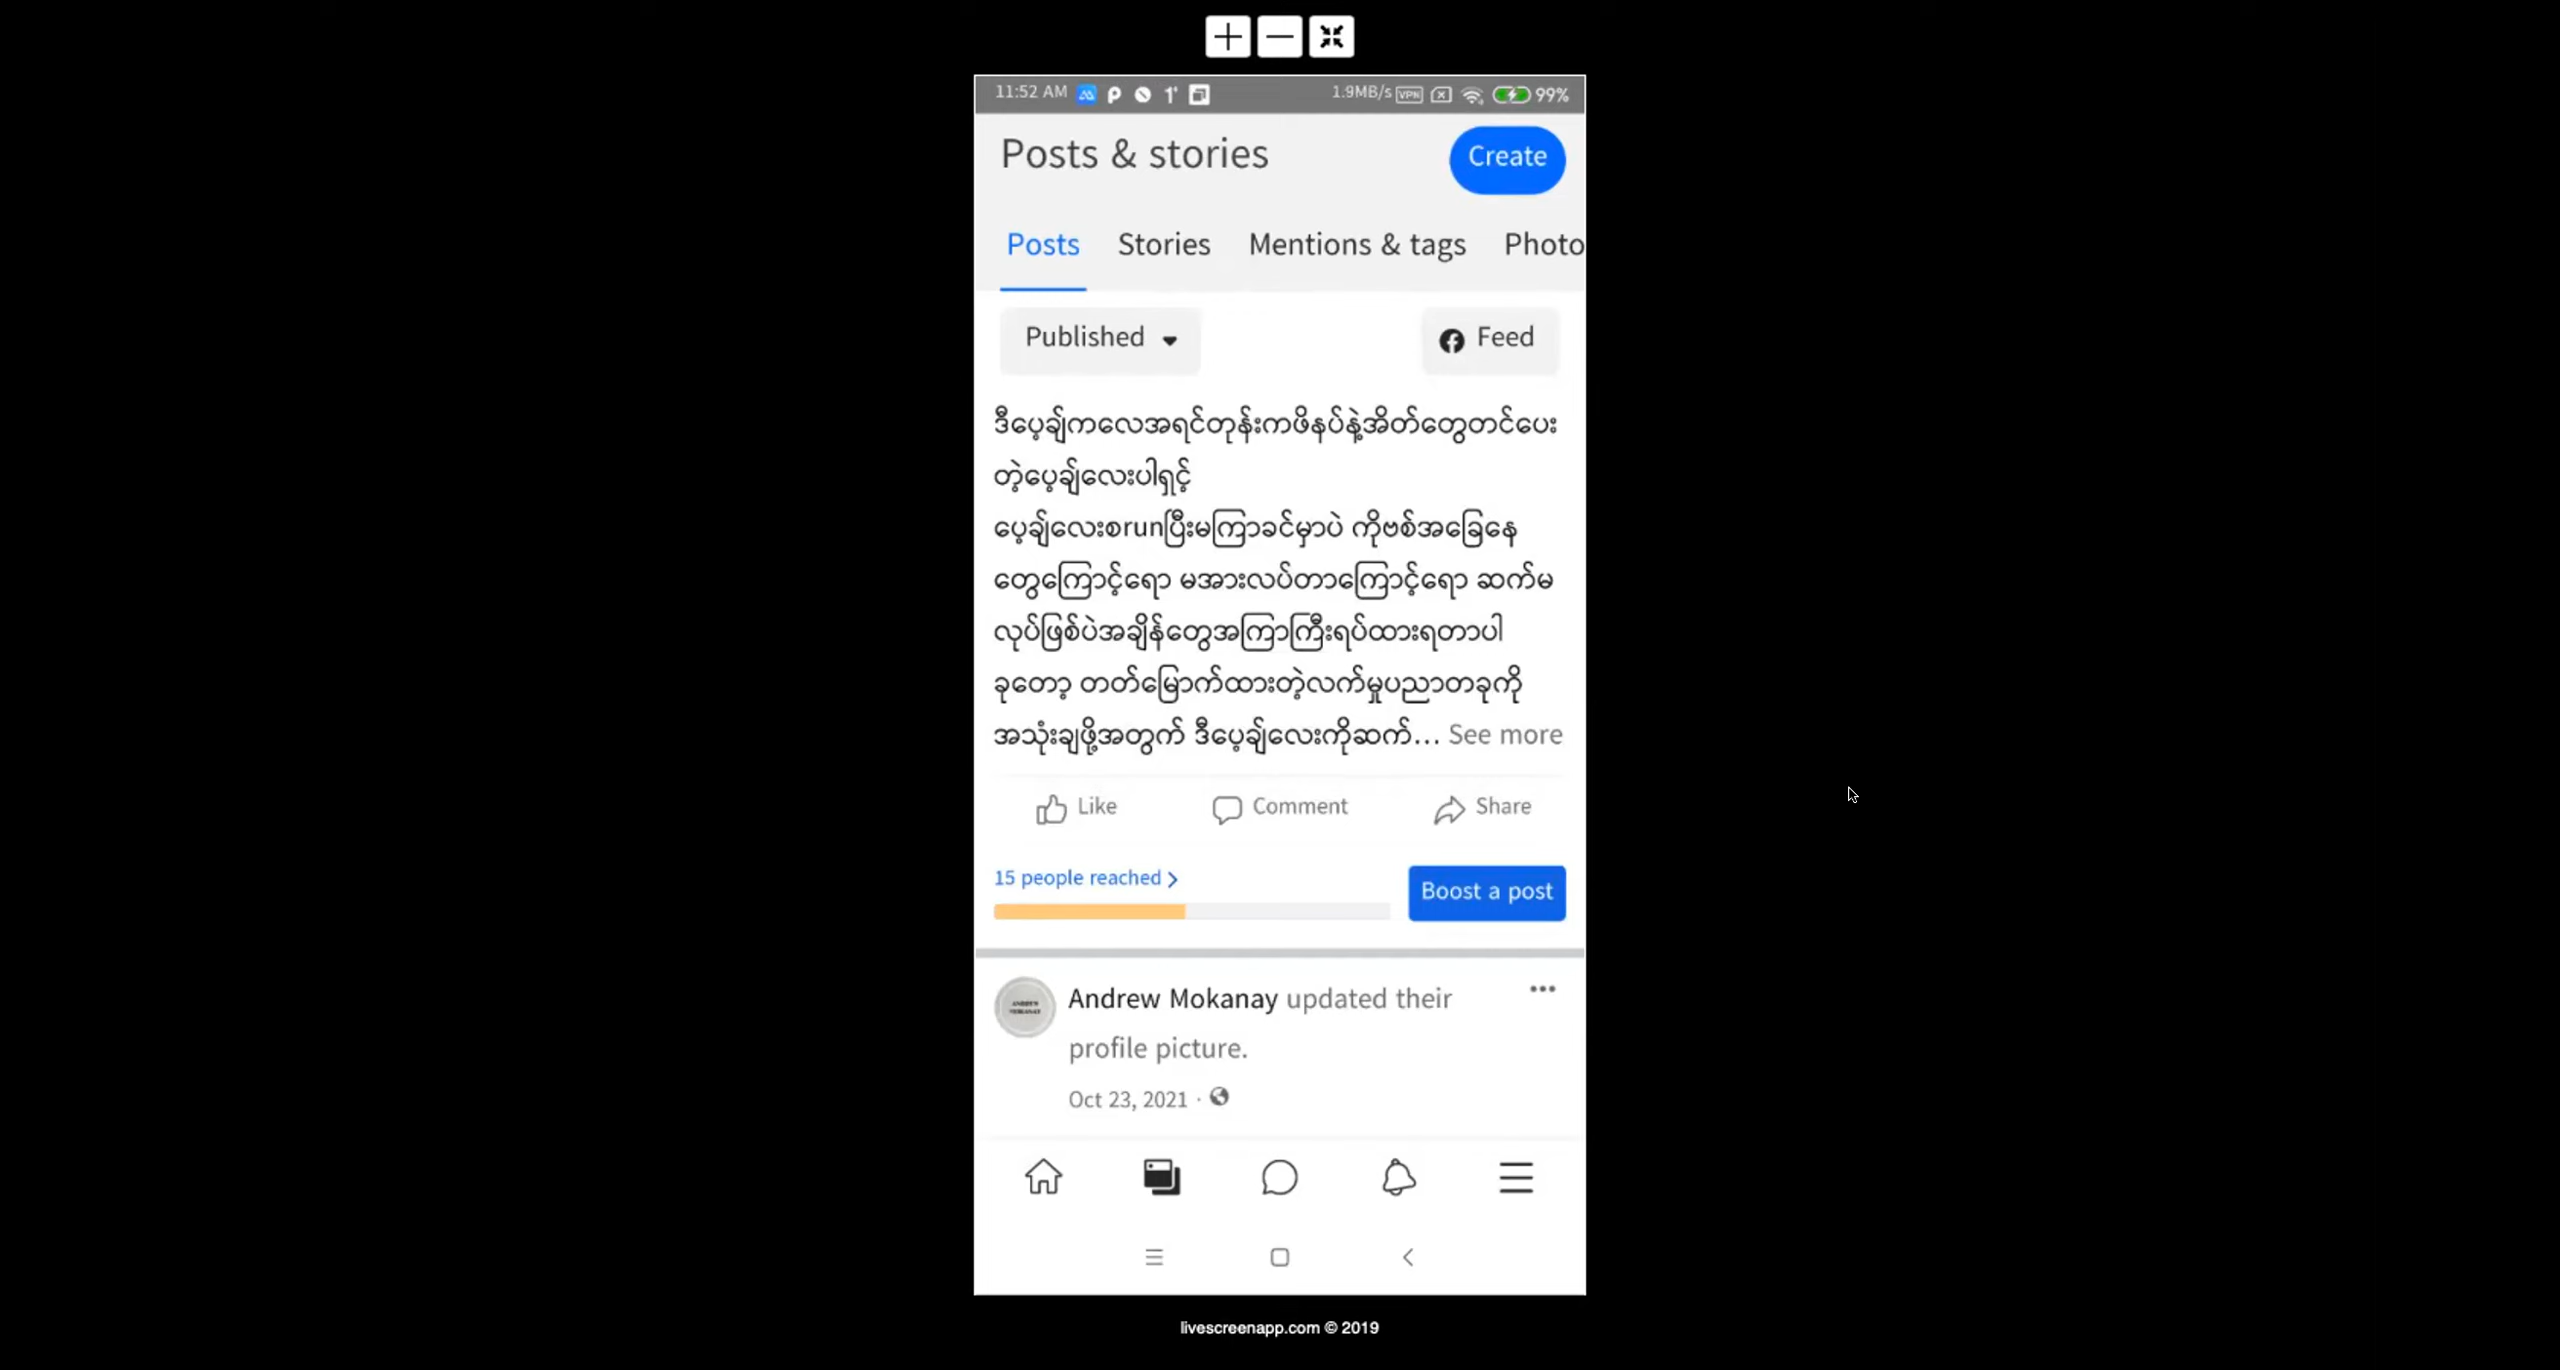 11:52 AM
1.9MB/s VPN 99%
Posts & stories
Create
Posts Stories Mentions & tags Photo
Published
Feed
ဒီပေ့ချ်ကလေအရင်တုန်းကဖိနပ်နဲ့အိတ်တွေတင်ပေး
တဲ့ပေ့ချ်လေးပါရှင့်
ပေ့ချ်လေးစrunပြီးမကြာခင်မှာပဲ ကိုဗစ်အခြေနေ
တွေကြောင့်ရော မအားလပ်တာကြောင့်ရော ဆက်မ
လုပ်ဖြစ်ပဲအချိန်တွေအကြာကြီးရပ်ထားရတာပါ
ခုတော့ တတ်မြောက်ထားတဲ့လက်မှုပညာတခုကို
အသုံးချဖို့အတွက် ဒီပေ့ချ်လေးကိုဆက်... See more
Like Comment Share
15 people reached
Boost a post
ANDREW
MOKANAY
Andrew Mokanay updated their
profile picture.
Oct 23, 2021 ·
livescreenapp.com © 2019